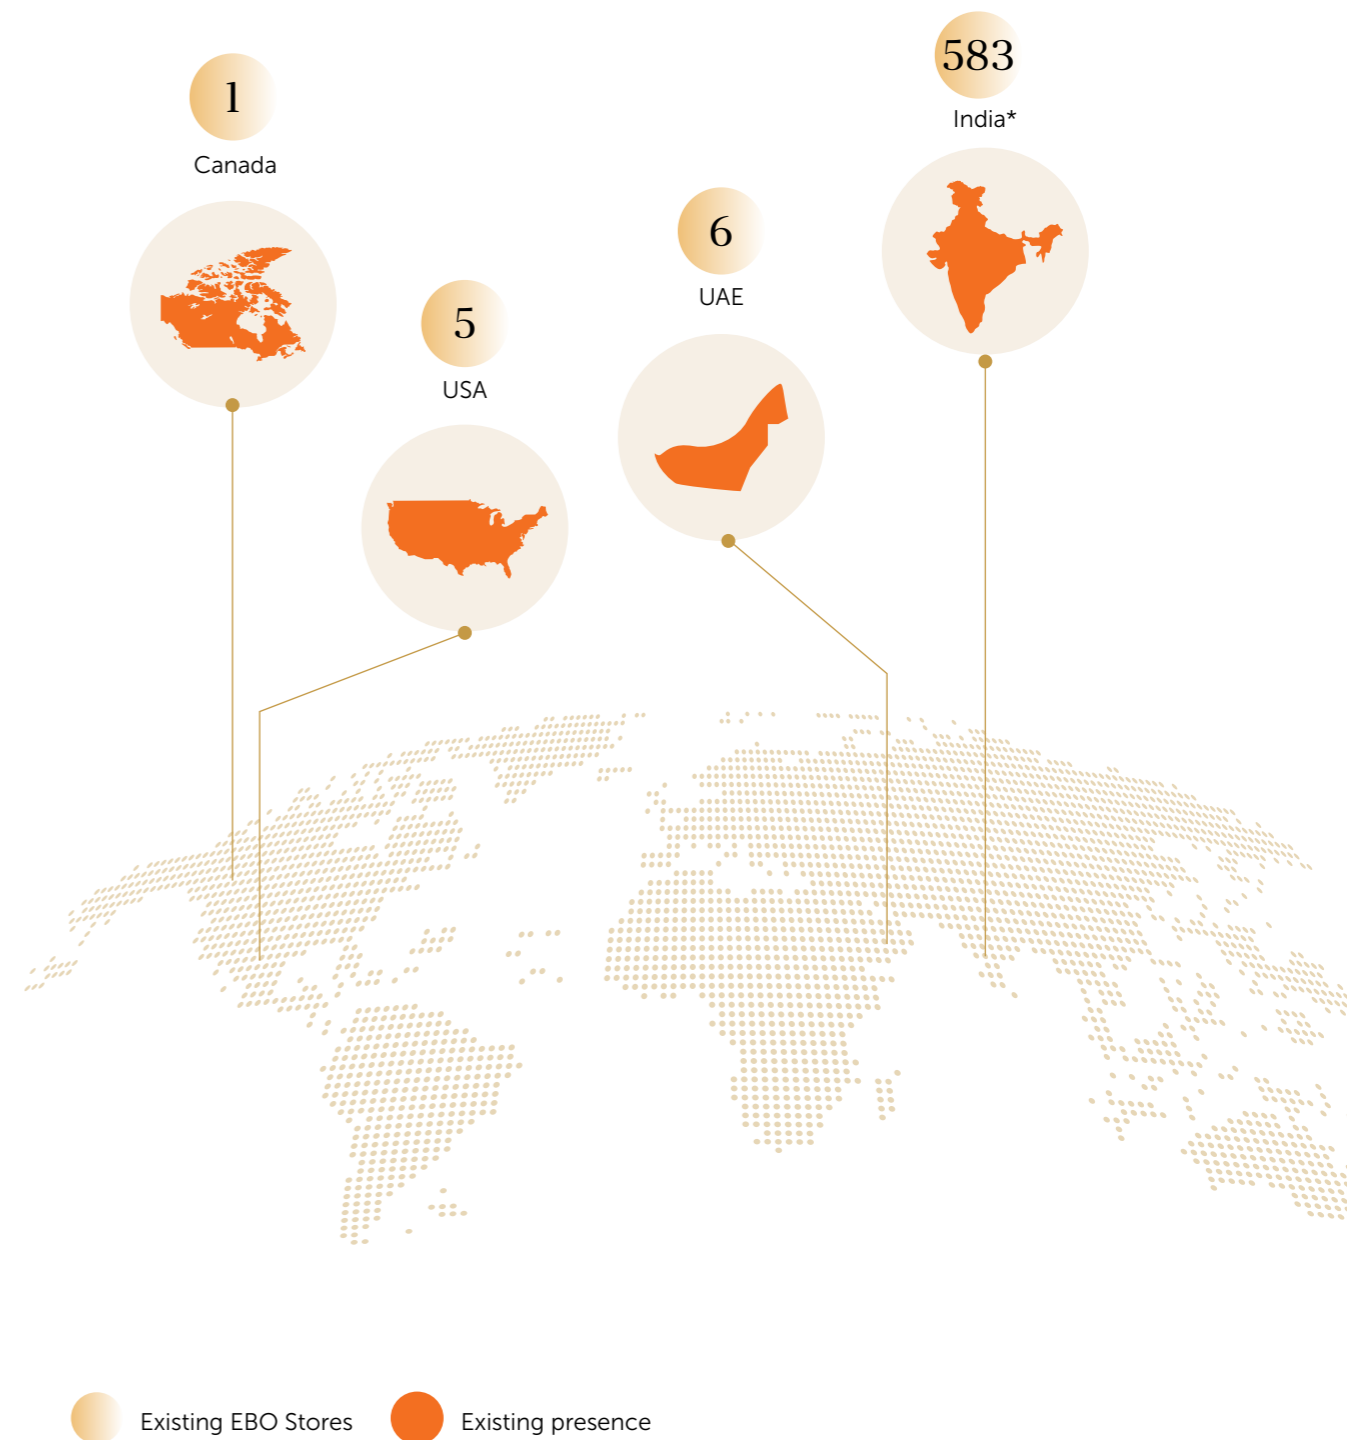 1
Canada
5
USA
6
UAE
583
India*
Existing EBO Stores
Existing presence